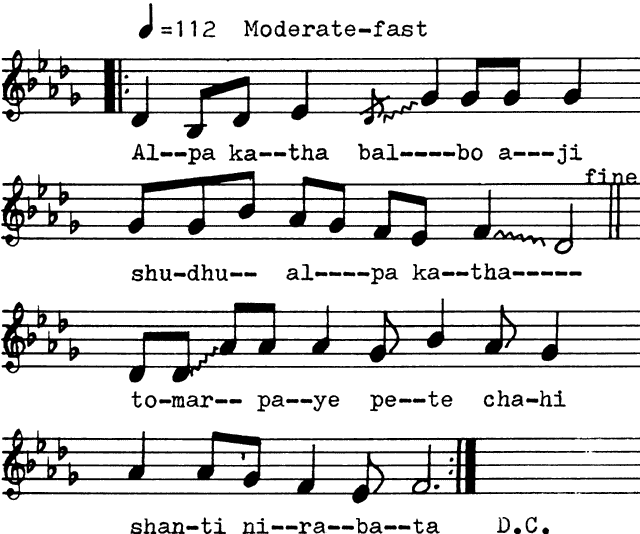 =112 Moderate-fast
Al--pa ka--tha bal----bo a---ji
fine
shu-dhu-- al----pa ka--tha-----
to-mar-- pa--ye pe--te cha-hi
shan-ti ni--ra--ba--ta D.C.